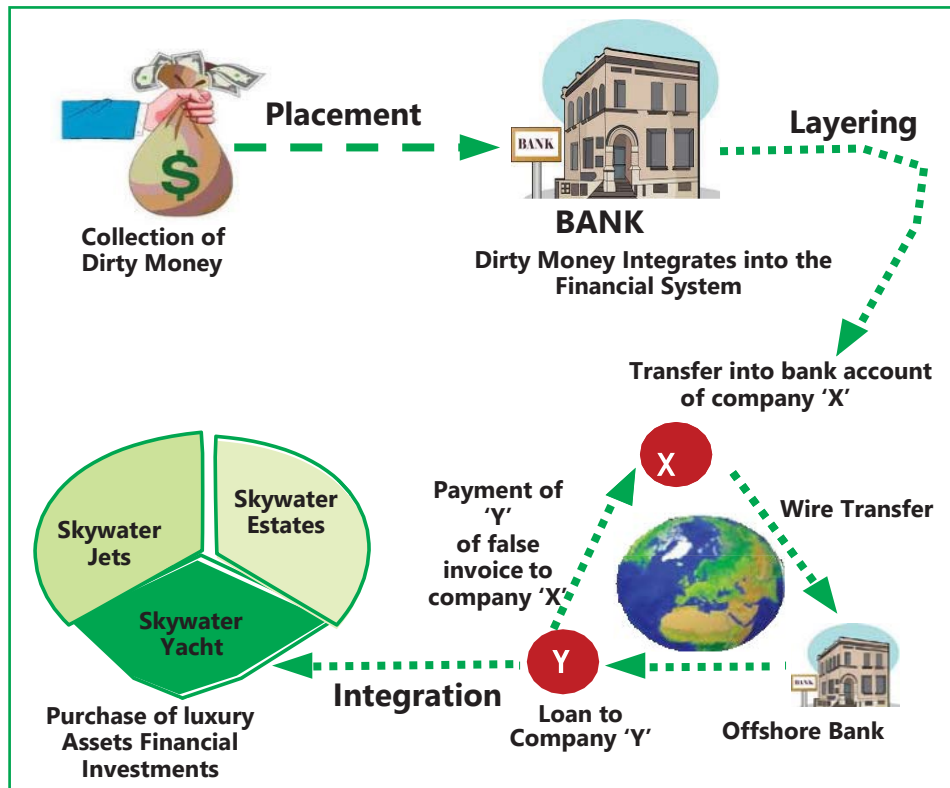 Placement
Layering
$
BANK
Collection of
Dirty Money
BANK
Dirty Money Integrates into the
Financial System
Transfer into bank account
of company ‘X’
X
Wire Transfer
Payment of
‘Y’
of false
invoice to
company ‘X’
Skywater
Jets
Skywater
Estates
Skywater
Yacht
Y
BANK
Integration
Loan to
Company ‘Y’
Offshore Bank
Purchase of luxury
Assets Financial
Investments